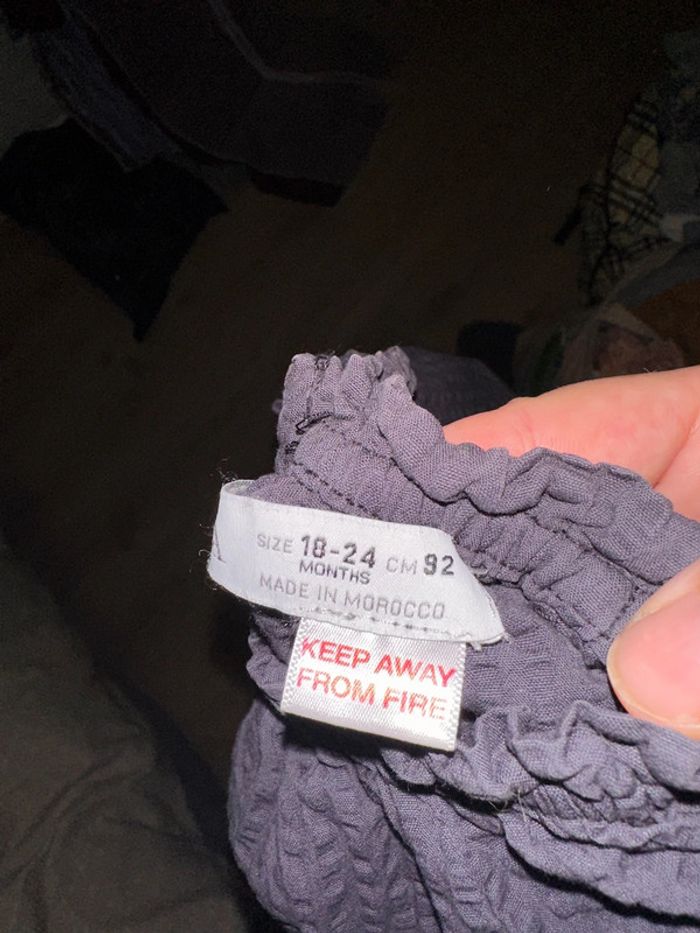 SIZE 18-24 CM 92
MONTHS
MADE IN MOROCCO
KEEP AWAY
FROM FIRE